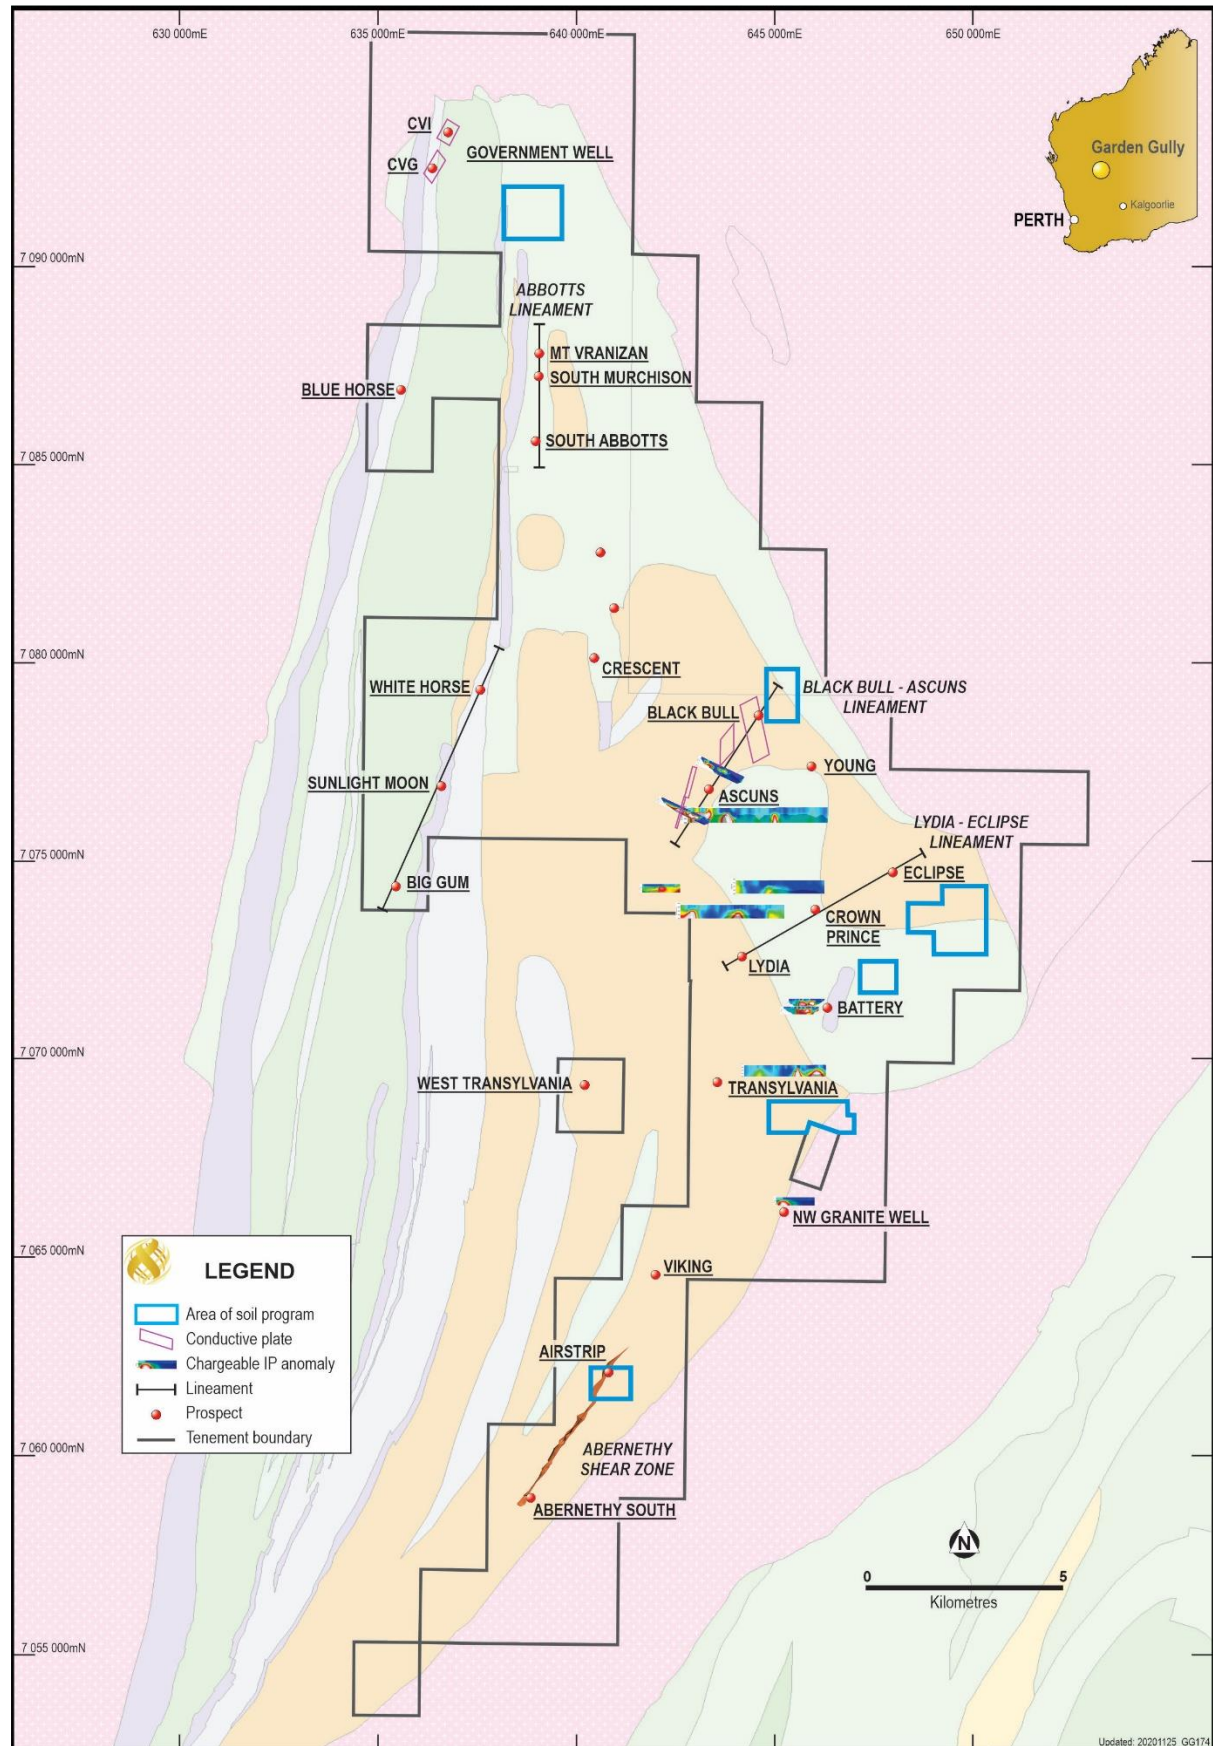 630 000mE
635 000mE
640 000mE
645 000mE
650 000mE
Garden Gully
Kalgoorlie
PERTH
CVI
CVG
GOVERNMENT WELL
7 090 000mN
ABBOTTS
LINEAMENT
MT VRANIZAN
SOUTH MURCHISON
BLUE HORSE
SOUTH ABBOTTS
7 085 000mN
7 080 000mN
CRESCENT
WHITE HORSE
BLACK BULL - ASCUNS
LINEAMENT
BLACK BULL
YOUNG
SUNLIGHT MOON
ASCUNS
LYDIA - ECLIPSE
LINEAMENT
7 075 000mN
ECLIPSE
BIG GUM
CROWN
PRINCE
LYDIA
BATTERY
7 070 000mN
WEST TRANSYLVANIA
TRANSYLVANIA
NW GRANITE WELL
7 065 000mN
VIKING
LEGEND
Area of soil program
Conductive plate
Chargeable IP anomaly
Lineament
Prospect
Tenement boundary
AIRSTRIP
7 060 000mN
ABERNETHY
SHEAR ZONE
ABERNETHY SOUTH
N
0 5
Kilometres
7 055 000mN
Updated: 20201125 GG174